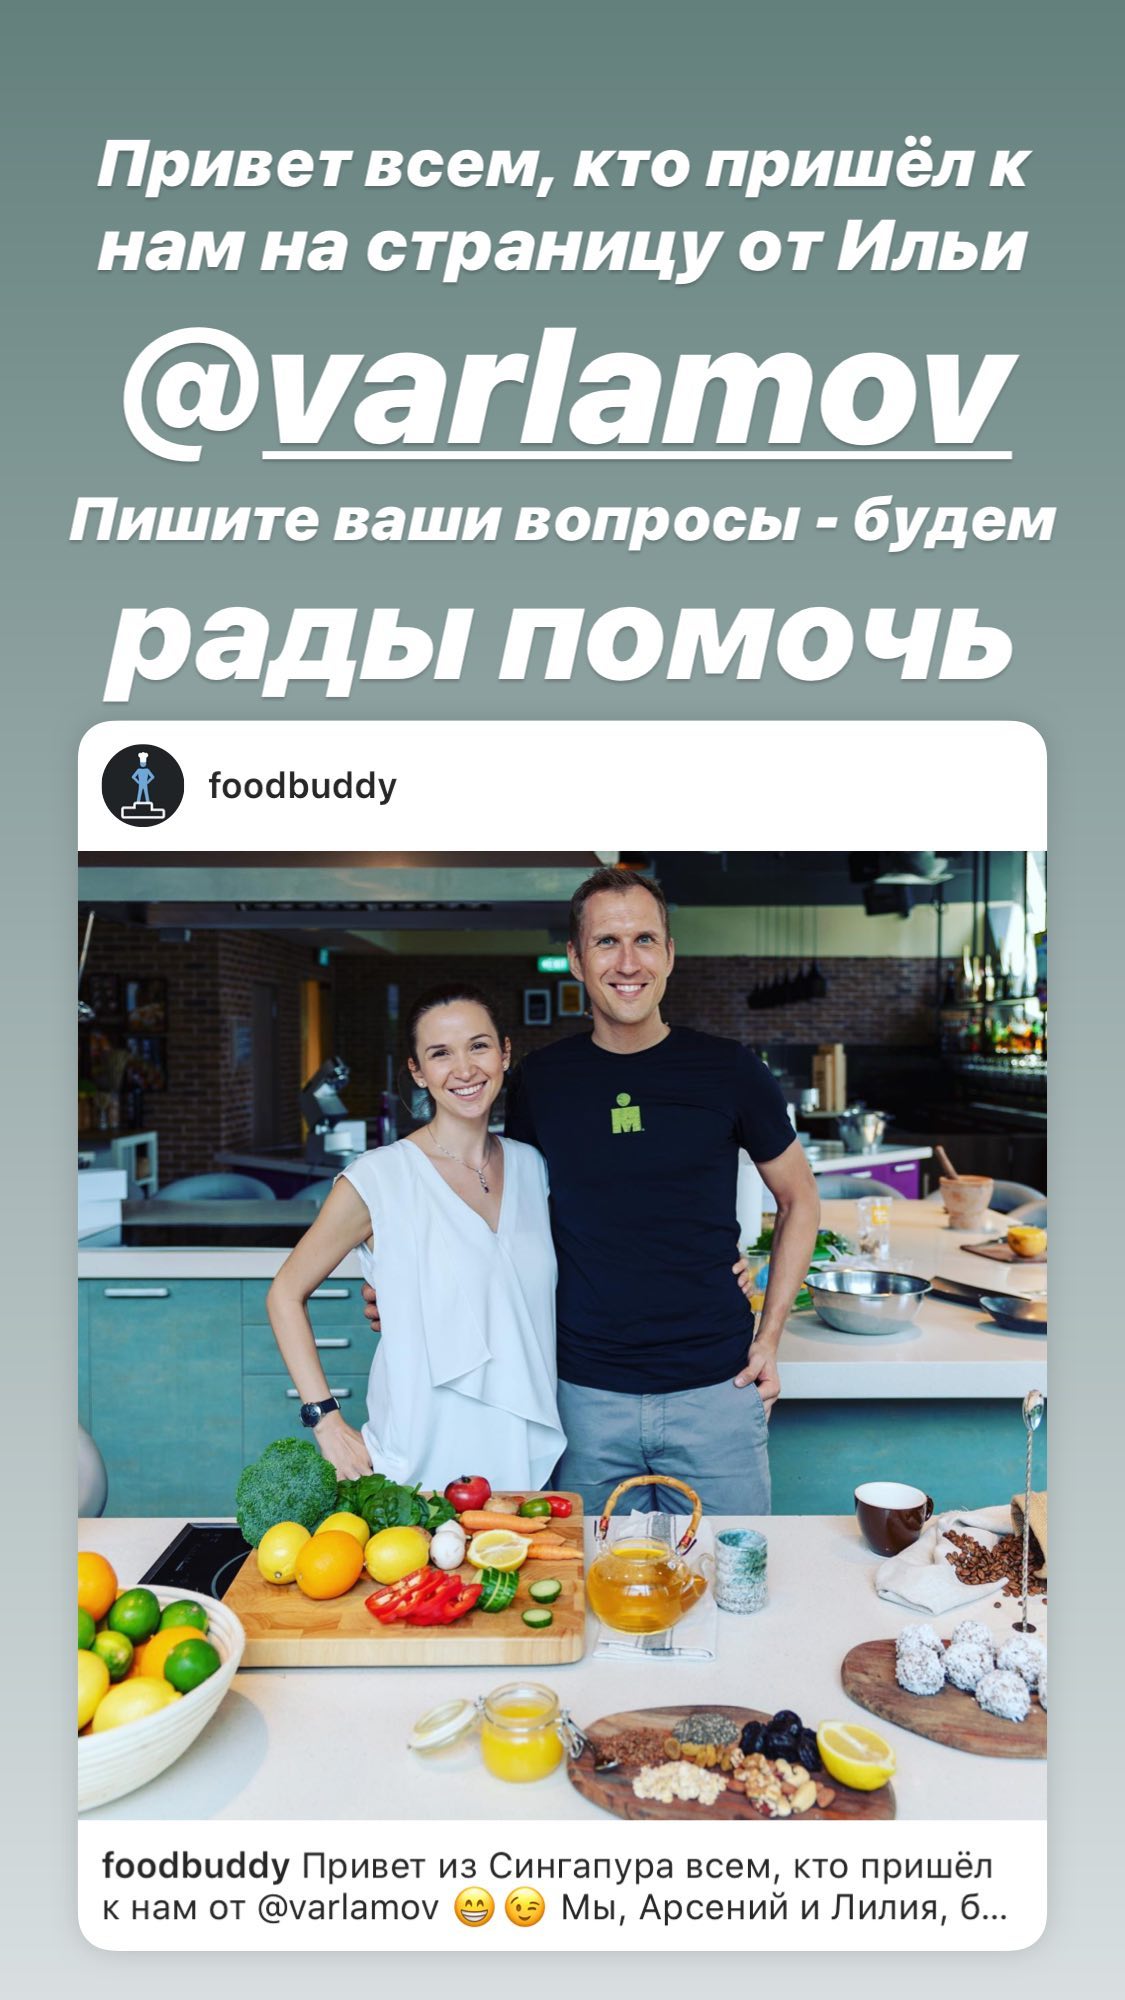 Привет всем, кто пришёл к
нам на страницу от Ильи
@varlamov
Пишите ваши вопросы - будем
рады помочь
foodbuddy
M
foodbuddy Привет из Сингапура всем, кто пришёл
к нам от @varlamov 😁😉 Мы, Арсений и Лилия, б...